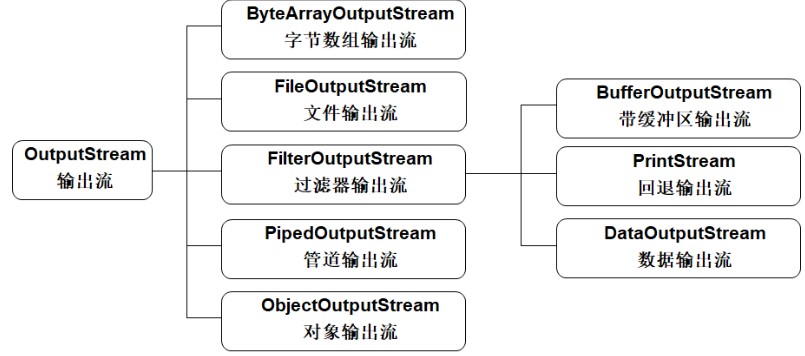 ByteArrayOutputStream
字节数组输出流
FileOutputStream
文件输出流
OutputStream
输出流
FilterOutputStream
过滤器输出流
PipedOutputStream
管道输出流
ObjectOutputStream
对象输出流
BufferOutputStream
带缓冲区输出流
PrintStream
回退输出流
DataOutputStream
数据输出流